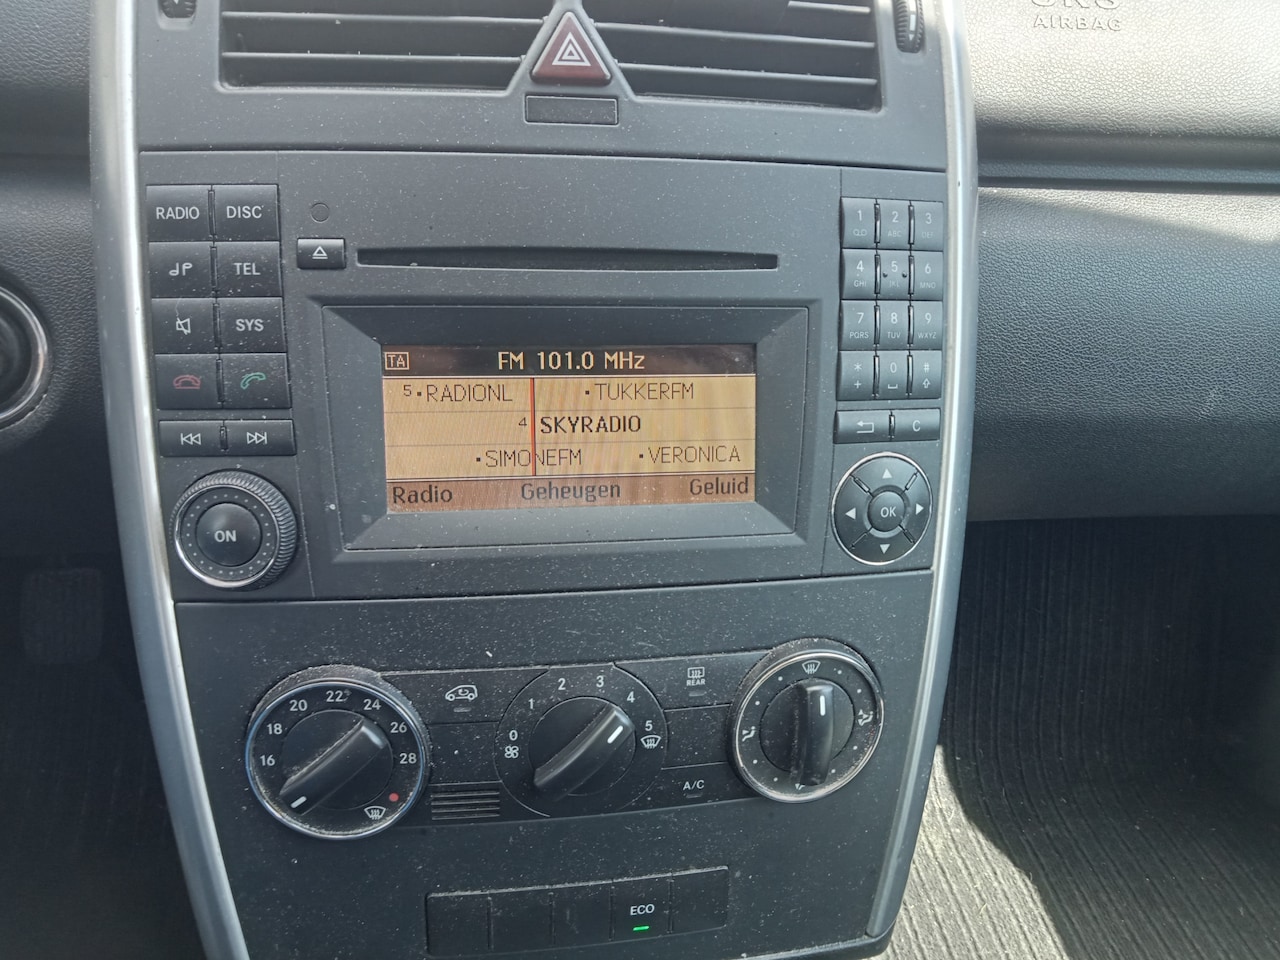 SRS
AIRBAG
RADIO DISC
TEL
SYS
TA FM 101.0 MHz
5 ·RADIONL ·TUKKERFM
4 SKYRADIO
·SIMONEFM ·VERONICA
Radio Geheugen Geluid
1 2 3
ABC DEF
4 5 6
GHI JKL MNO
7 8 9
PQRS TUV WXYZ
* 0 #
+
C
ON
OK
16 18 20 22 24 26 28
0 1 2 3 4 5
REAR
A/C
ECO